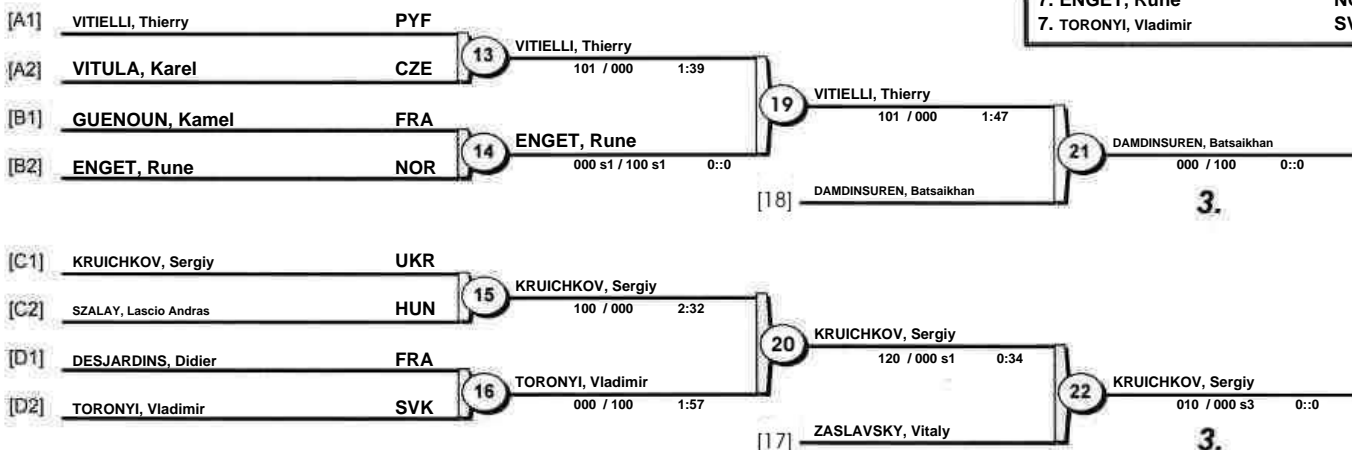 7. ENGET, Rune NO
7. TORONYI, Vladimir SV
[A1] VITIELLI, Thierry PYF
[A2] VITULA, Karel CZE
13 VITIELLI, Thierry
101 / 000 1:39
[B1] GUENOUN, Kamel FRA
[B2] ENGET, Rune NOR
14 ENGET, Rune
000 s1 / 100 s1 0::0
19 VITIELLI, Thierry
101 / 000 1:47
[18] DAMDINSUREN, Batsaikhan
21 DAMDINSUREN, Batsaikhan
000 / 100 0::0
3.
[C1] KRUICHKOV, Sergiy UKR
[C2] SZALAY, Lascio Andras HUN
15 KRUICHKOV, Sergiy
100 / 000 2:32
[D1] DESJARDINS, Didier FRA
[D2] TORONYI, Vladimir SVK
16 TORONYI, Vladimir
000 / 100 1:57
20 KRUICHKOV, Sergiy
120 / 000 s1 0:34
[17] ZASLAVSKY, Vitaly
22 KRUICHKOV, Sergiy
010 / 000 s3 0::0
3.